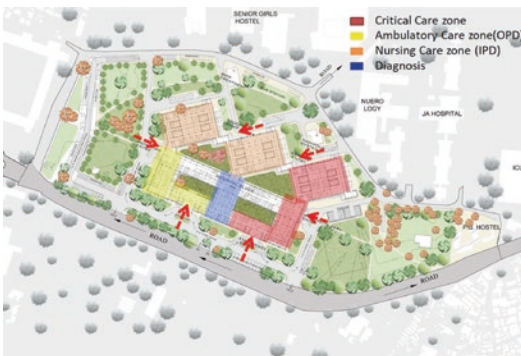 SENIOR GIRLS
HOSTEL
Critical Care zone
Ambulatory Care zone(OPD)
Nursing Care zone (IPD)
Diagnosis
ROAD
NUERO
LOGY
JA HOSPITAL
P.G. HOSTEL
ROAD
ROAD